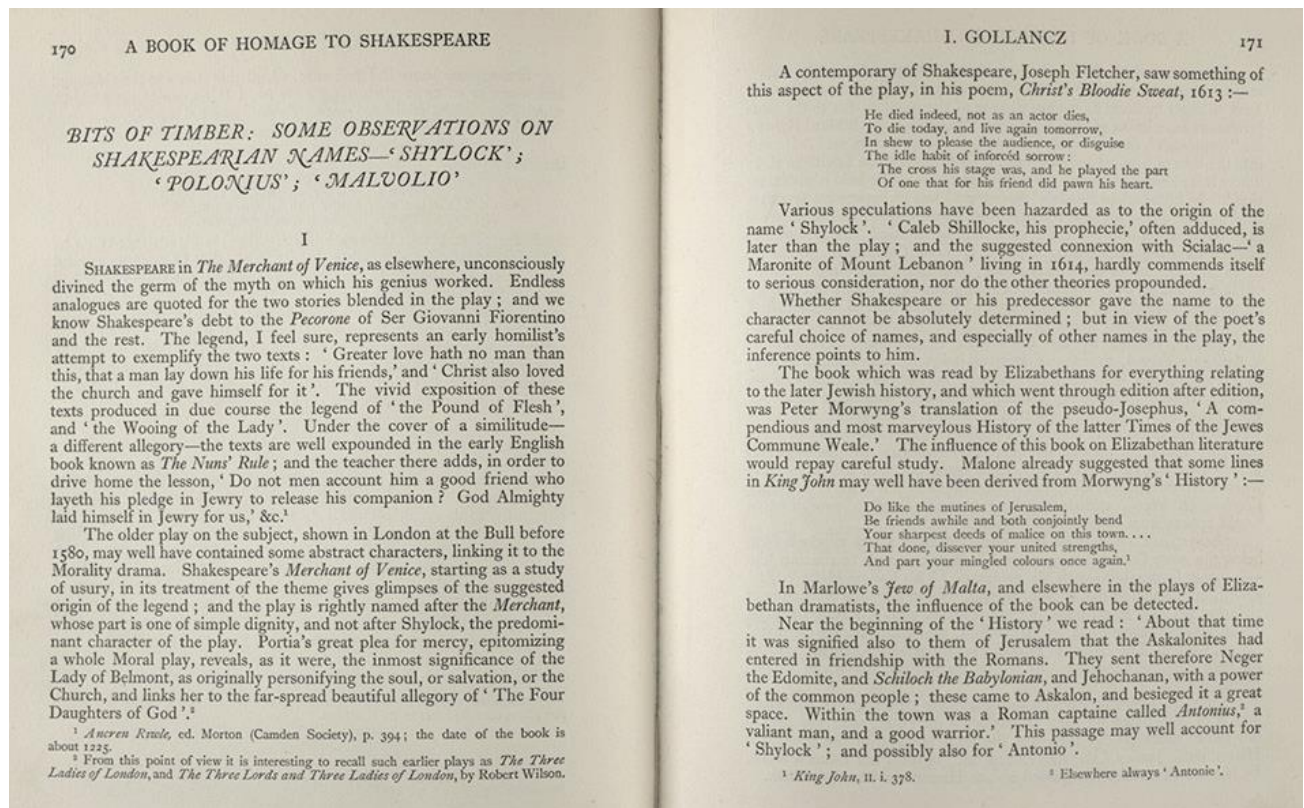 170 A BOOK OF HOMAGE TO SHAKESPEARE
BITS OF TIMBER: SOME OBSERVATIONS ON
SHAKESPEARIAN NAMES—‘SHYLOCK’;
‘POLONIUS’; ‘MALVOLIO’
I
SHAKESPEARE in The Merchant of Venice, as elsewhere, unconsciously
divined the germ of the myth on which his genius worked. Endless
analogues are quoted for the two stories blended in the play; and we
know Shakespeare’s debt to the Pecorone of Ser Giovanni Fiorentino
and the rest. The legend, I feel sure, represents an early homilist’s
attempt to exemplify the two texts: ‘Greater love hath no man than
this, that a man lay down his life for his friends,’ and ‘Christ also loved
the church and gave himself for it’. The vivid exposition of these
texts produced in due course the legend of ‘the Pound of Flesh’,
and ‘the Wooing of the Lady’. Under the cover of a similitude—
a different allegory—the texts are well expounded in the early English
book known as The Nuns’ Rule; and the teacher there adds, in order to
drive home the lesson, ‘Do not men account him a good friend who
layeth his pledge in Jewry to release his companion? God Almighty
laid himself in Jewry for us,’ &c.¹
The older play on the subject, shown in London at the Bull before
1580, may well have contained some abstract characters, linking it to the
Morality drama. Shakespeare’s Merchant of Venice, starting as a study
of usury, in its treatment of the theme gives glimpses of the suggested
origin of the legend; and the play is rightly named after the Merchant,
whose part is one of simple dignity, and not after Shylock, the predomi-
nant character of the play. Portia’s great plea for mercy, epitomizing
a whole Moral play, reveals, as it were, the inmost significance of the
Lady of Belmont, as originally personifying the soul, or salvation, or the
Church, and links her to the far-spread beautiful allegory of ‘The Four
Daughters of God’.²
¹ Ancren Riwle, ed. Morton (Camden Society), p. 394; the date of the book is
about 1225.
² From this point of view it is interesting to recall such earlier plays as The Three
Ladies of London, and The Three Lords and Three Ladies of London, by Robert Wilson.
I. GOLLANCZ 171
A contemporary of Shakespeare, Joseph Fletcher, saw something of
this aspect of the play, in his poem, Christ’s Bloodie Sweat, 1613:—
He died indeed, not as an actor dies,
To die today, and live again tomorrow,
In shew to please the audience, or disguise
The idle habit of inforcéd sorrow:
The cross his stage was, and he played the part
Of one that for his friend did pawn his heart.
Various speculations have been hazarded as to the origin of the
name ‘Shylock’. ‘Caleb Shillocke, his prophecie,’ often adduced, is
later than the play; and the suggested connexion with Scialac—‘a
Maronite of Mount Lebanon’ living in 1614, hardly commends itself
to serious consideration, nor do the other theories propounded.
Whether Shakespeare or his predecessor gave the name to the
character cannot be absolutely determined; but in view of the poet’s
careful choice of names, and especially of other names in the play, the
inference points to him.
The book which was read by Elizabethans for everything relating
to the later Jewish history, and which went through edition after edition,
was Peter Morwyng’s translation of the pseudo-Josephus, ‘A com-
pendious and most marveylous History of the latter Times of the Jewes
Commune Weale.’ The influence of this book on Elizabethan literature
would repay careful study. Malone already suggested that some lines
in King John may well have been derived from Morwyng’s ‘History’:—
Do like the mutines of Jerusalem,
Be friends awhile and both conjointly bend
Your sharpest deeds of malice on this town. . . .
That done, dissever your united strengths,
And part your mingled colours once again.¹
In Marlowe’s Jew of Malta, and elsewhere in the plays of Eliza-
bethan dramatists, the influence of the book can be detected.
Near the beginning of the ‘History’ we read: ‘About that time
it was signified also to them of Jerusalem that the Askalonites had
entered in friendship with the Romans. They sent therefore Neger
the Edomite, and Schiloch the Babylonian, and Jehochanan, with a power
of the common people; these came to Askalon, and besieged it a great
space. Within the town was a Roman captaine called Antonius,² a
valiant man, and a good warrior.’ This passage may well account for
‘Shylock’; and possibly also for ‘Antonio’.
¹ King John, II. i. 378. ² Elsewhere always ‘Antonie’.